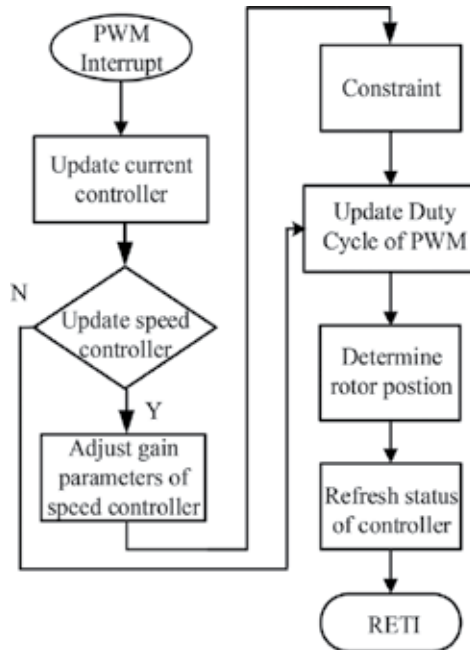 PWM
Interrupt
Update current
controller
N
Update speed
controller
Y
Adjust gain
parameters of
speed controller
Constraint
Update Duty
Cycle of PWM
Determine
rotor postion
Refresh status
of controller
RETI